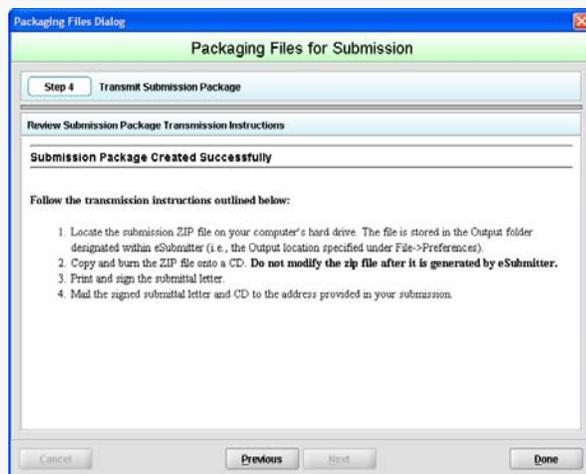 Packaging Files Dialog
Packaging Files for Submission
Step 4 Transmit Submission Package
Review Submission Package Transmission Instructions
Submission Package Created Successfully
Follow the transmission instructions outlined below:
1. Locate the submission ZIP file on your computer's hard drive. The file is stored in the Output folder
designated within eSubmitter (i.e., the Output location specified under File->Preferences).
2. Copy and burn the ZIP file onto a CD. Do not modify the zip file after it is generated by eSubmitter.
3. Print and sign the submittal letter.
4. Mail the signed submittal letter and CD to the address provided in your submission.
Cancel Previous Next Done